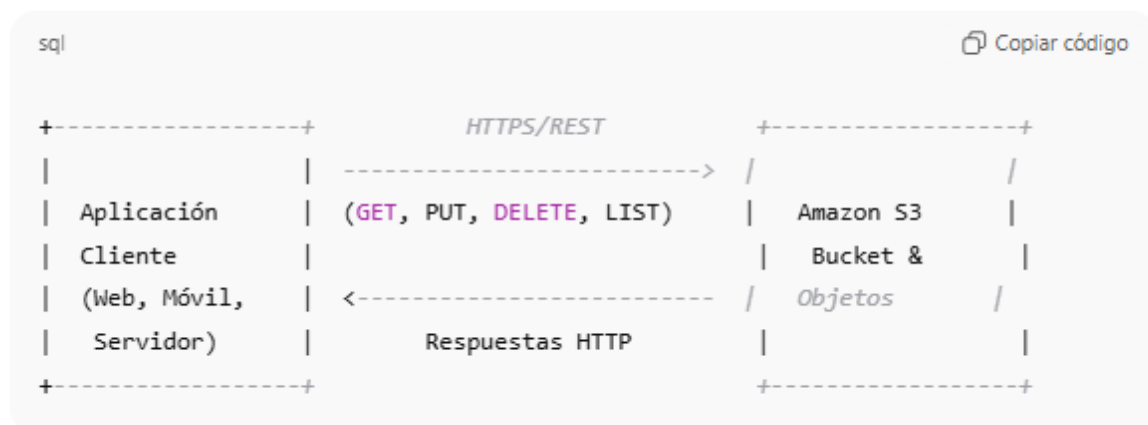 sql Copiar código
+------------------+ HTTPS/REST +------------------+
| | --------------------------> | |
| Aplicación | (GET, PUT, DELETE, LIST) | Amazon S3 |
| Cliente | | Bucket & |
| (Web, Móvil, | <-------------------------- | Objetos |
| Servidor) | Respuestas HTTP | |
+------------------+ +------------------+